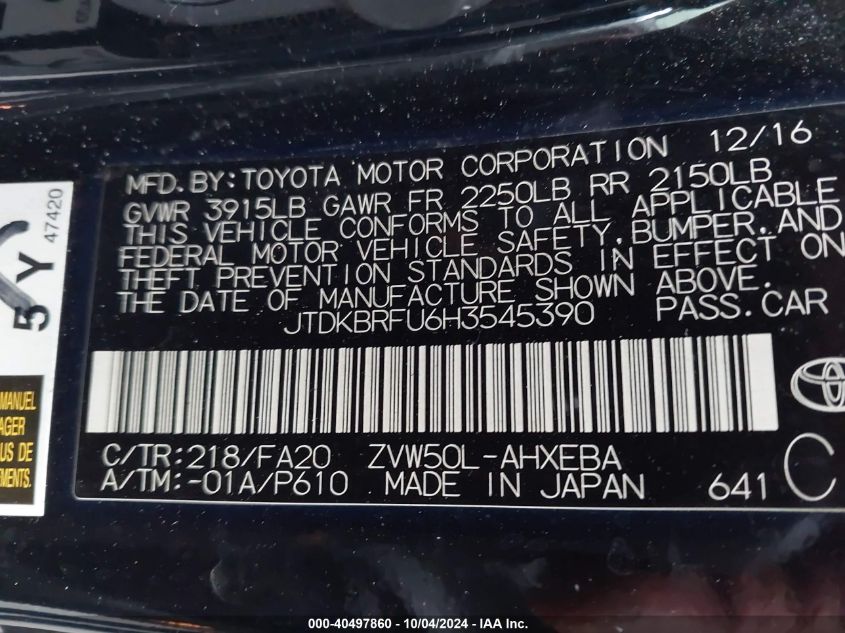 MFD. BY: TOYOTA MOTOR CORPORATION 12/16
GVWR 3915LB GAWR FR 2250LB RR 2150LB
THIS VEHICLE CONFORMS TO ALL APPLICABLE
FEDERAL MOTOR VEHICLE SAFETY, BUMPER, AND
THEFT PREVENTION STANDARDS IN EFFECT ON
THE DATE OF MANUFACTURE SHOWN ABOVE.
JTDKBRFU6H3545390 PASS. CAR
C/TR: 218/FA20 ZVW50L-AHXEBA
A/TM: -01A/P610 MADE IN JAPAN 641 C
5 Y 47420
MANUEL
AGER
US DE
EMENTS.
000-40497860 - 10/04/2024 - IAA Inc.